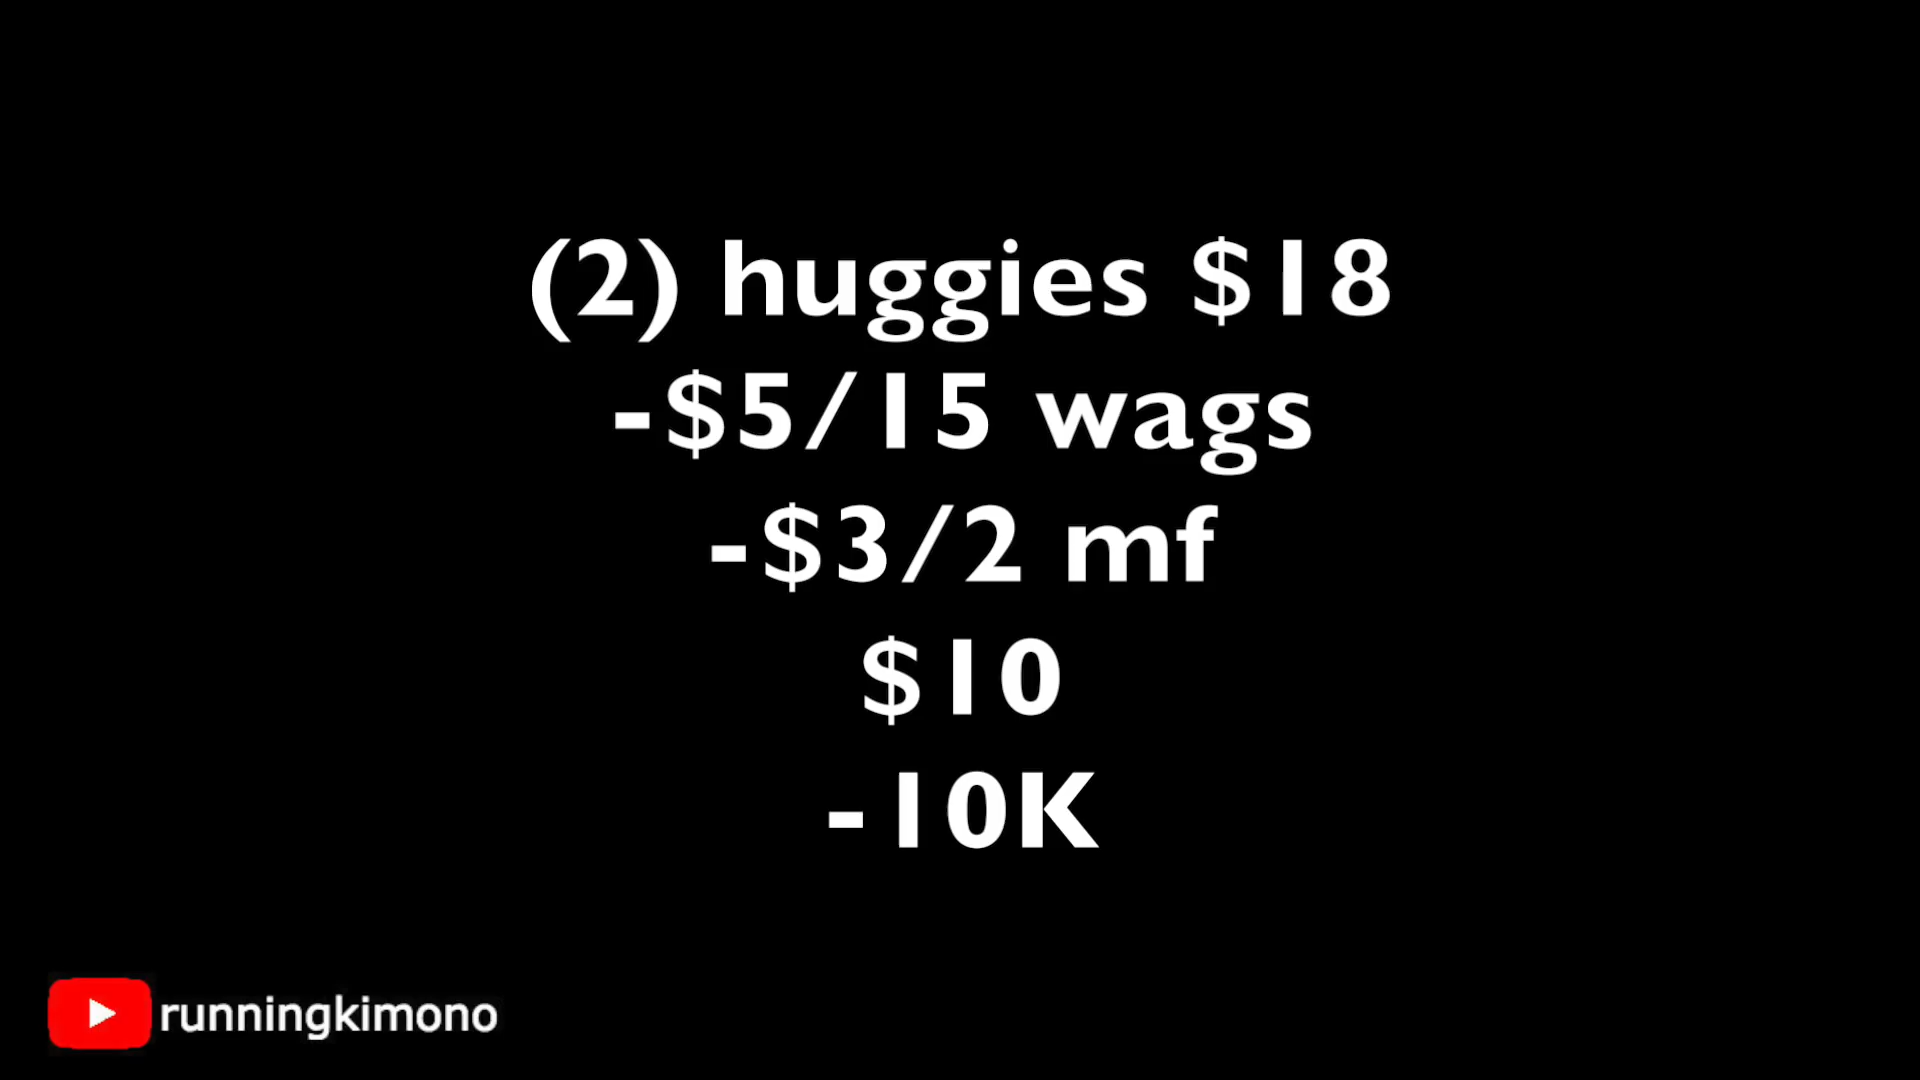 (2) huggies $18
-$5/15 wags
-$3/2 mf
$10
-10K
runningkimono